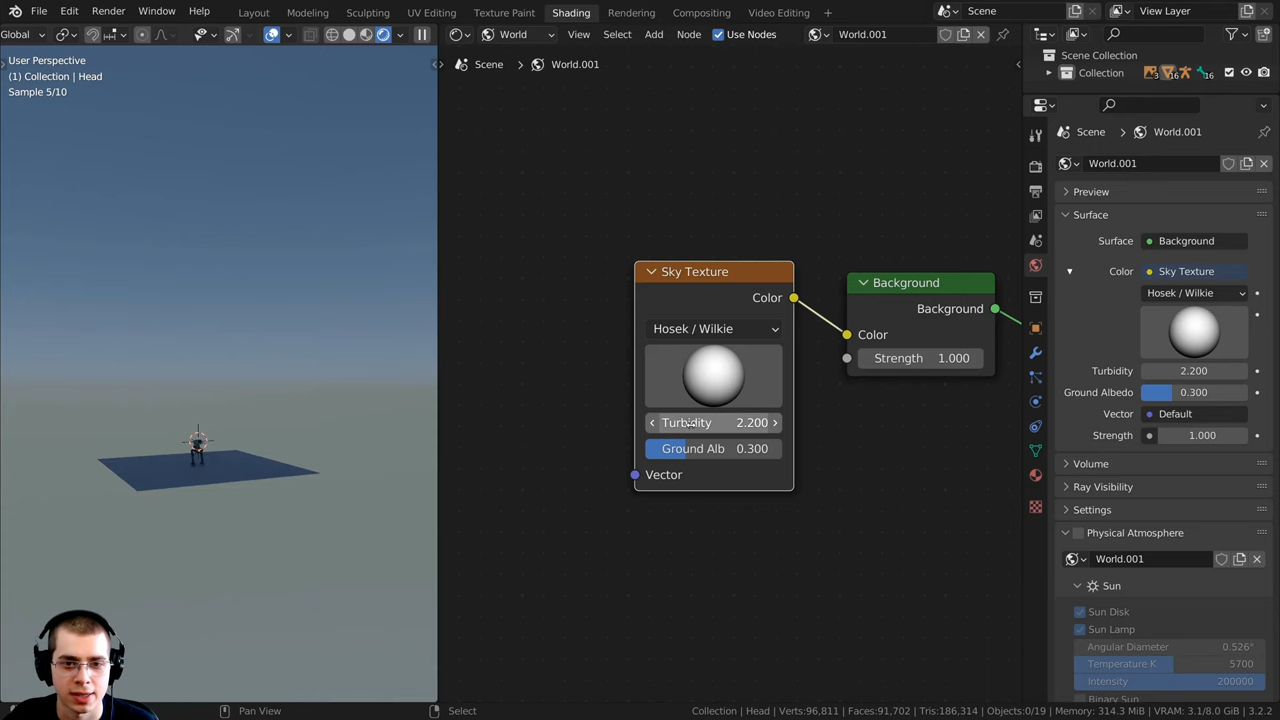 File Edit Render Window Help Layout Modeling Sculpting UV Editing Texture Paint Shading Rendering Compositing Video Editing + Scene View Layer
Global World View Select Add Node Use Nodes World.001
User Perspective
(1) Collection | Head
Sample 5/10
Scene World.001
Sky Texture
Color
Hosek / Wilkie
Turbidity 2.200
Ground Alb 0.300
Vector
Background
Background
Color
Strength 1.000
Scene Collection
Collection 3 16 16
Scene World.001
World.001
Preview
Surface
Surface Background
Color Sky Texture
Hosek / Wilkie
Turbidity 2.200
Ground Albedo 0.300
Vector Default
Strength 1.000
Volume
Ray Visibility
Settings
Physical Atmosphere
World.001
Sun
Sun Disk
Sun Lamp
Angular Diameter 0.526°
Temperature K 5700
Intensity 200000
Binary Sun
Pan View Select Collection | Head | Verts:96,811 | Faces:91,702 | Tris:186,314 | Objects:0/19 | Memory: 314.3 MiB | VRAM: 3.1/8.0 GiB | 3.2.2